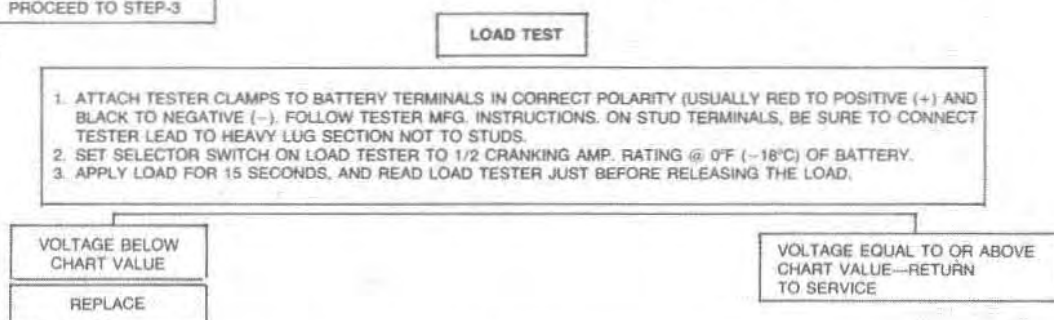 PROCEED TO STEP-3
LOAD TEST
1. ATTACH TESTER CLAMPS TO BATTERY TERMINALS IN CORRECT POLARITY (USUALLY RED TO POSITIVE (+) AND
BLACK TO NEGATIVE (−). FOLLOW TESTER MFG. INSTRUCTIONS. ON STUD TERMINALS, BE SURE TO CONNECT
TESTER LEAD TO HEAVY LUG SECTION NOT TO STUDS.
2. SET SELECTOR SWITCH ON LOAD TESTER TO 1/2 CRANKING AMP. RATING @ 0°F (−18°C) OF BATTERY.
3. APPLY LOAD FOR 15 SECONDS, AND READ LOAD TESTER JUST BEFORE RELEASING THE LOAD.
VOLTAGE BELOW
CHART VALUE
REPLACE
VOLTAGE EQUAL TO OR ABOVE
CHART VALUE—RETURN
TO SERVICE